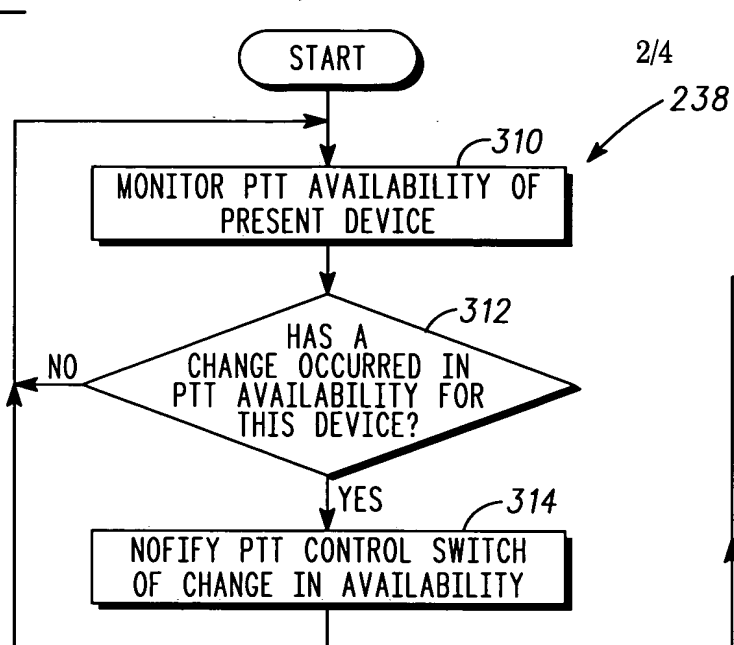 START
2/4
238
310
MONITOR PTT AVAILABILITY OF
PRESENT DEVICE
312
HAS A
CHANGE OCCURRED IN
PTT AVAILABILITY FOR
THIS DEVICE?
NO
YES
314
NOFIFY PTT CONTROL SWITCH
OF CHANGE IN AVAILABILITY